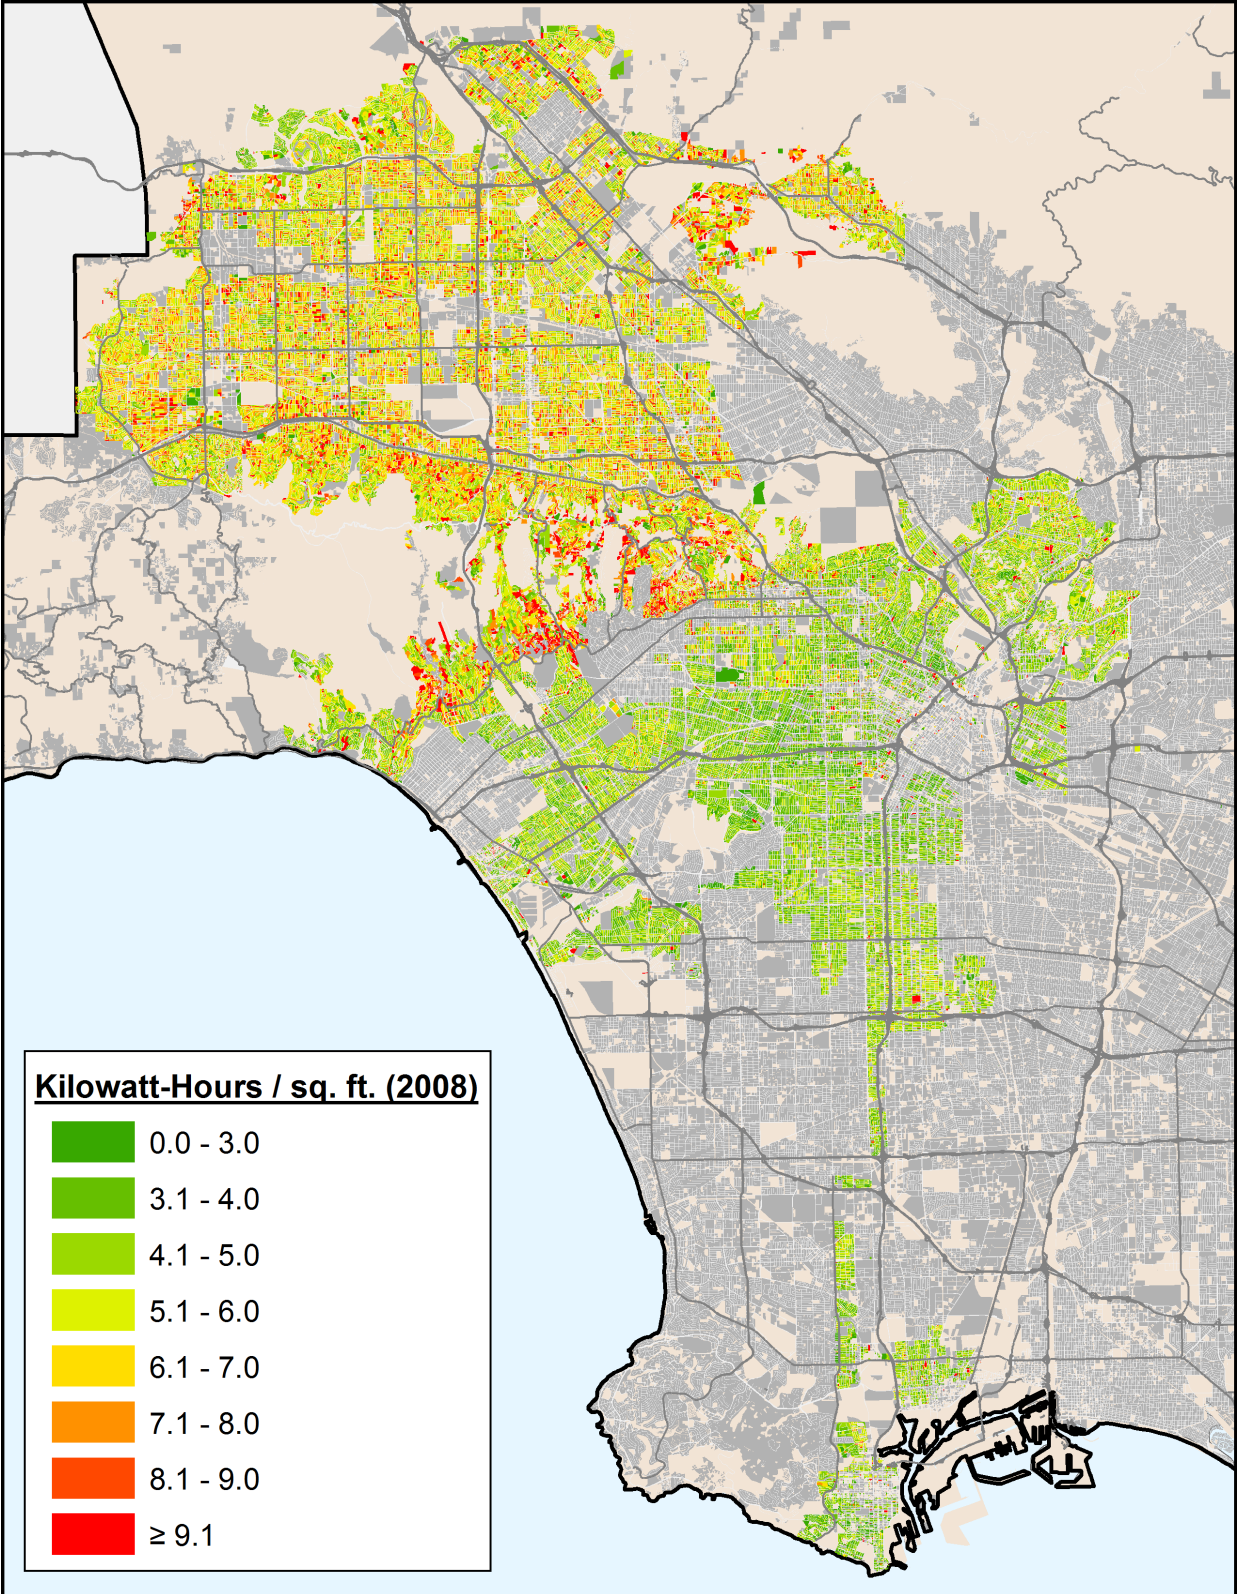 Kilowatt-Hours / sq. ft. (2008)
0.0 - 3.0
3.1 - 4.0
4.1 - 5.0
5.1 - 6.0
6.1 - 7.0
7.1 - 8.0
8.1 - 9.0
≥ 9.1